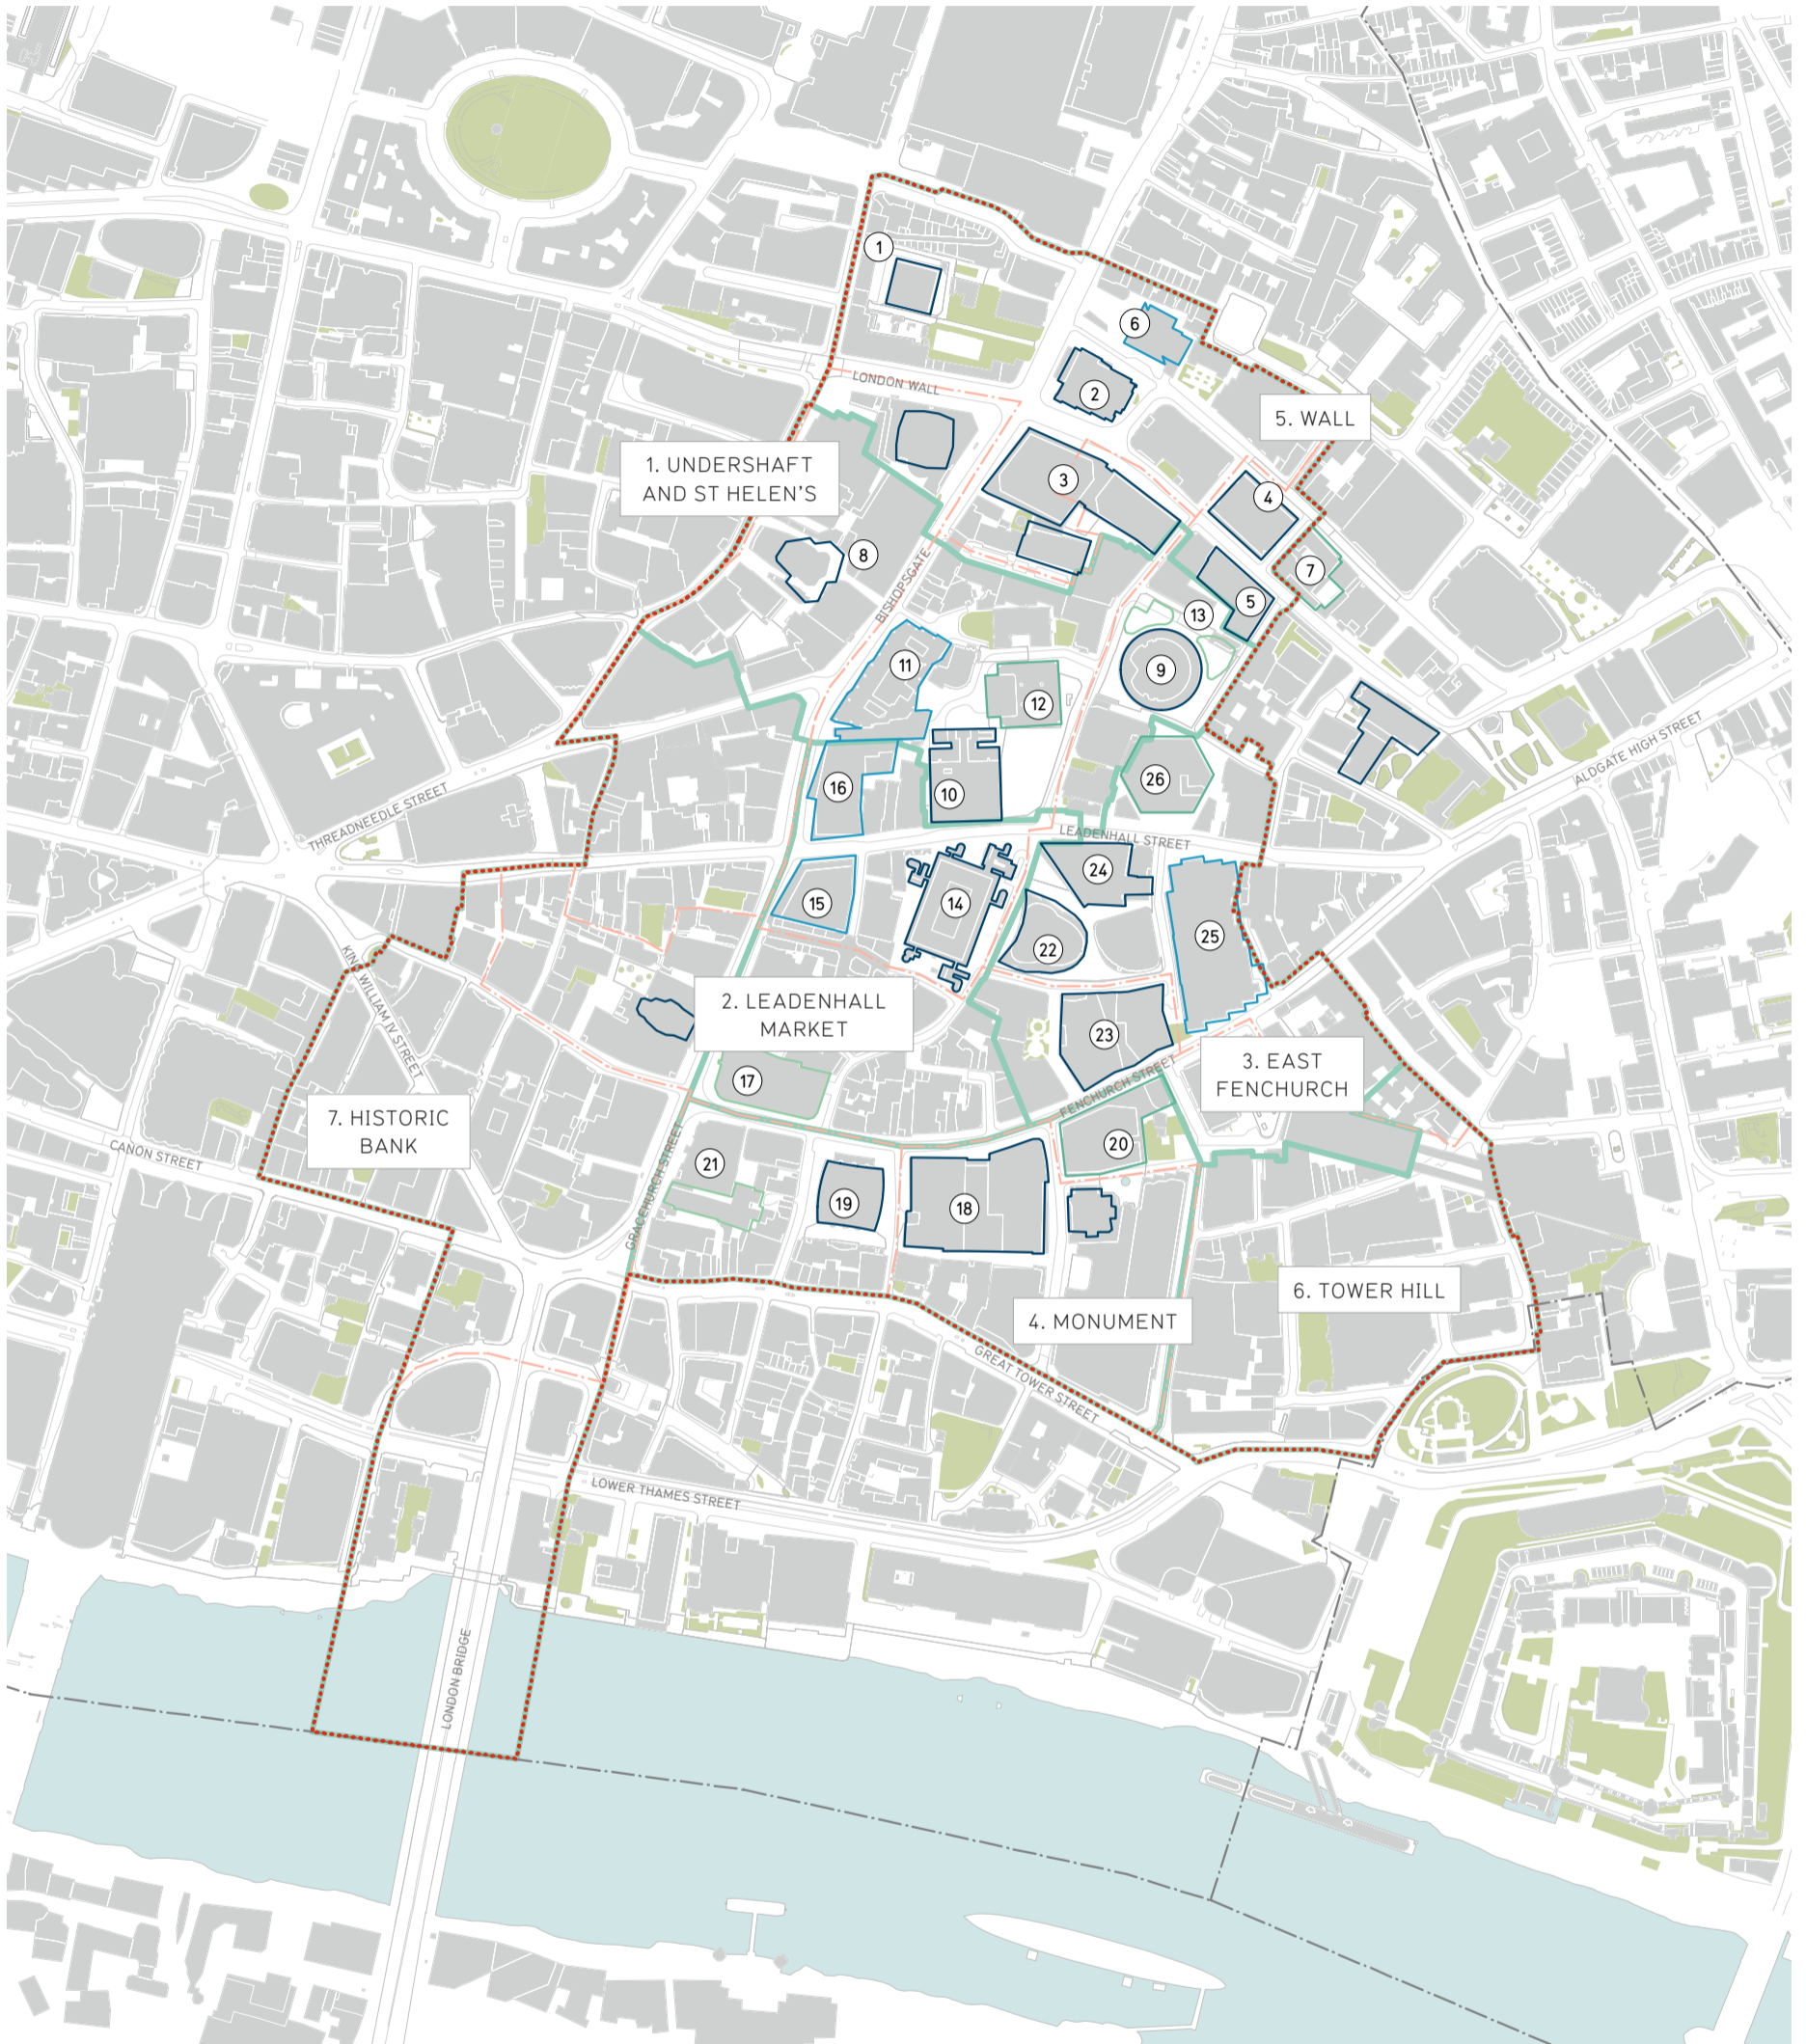 1
6
LONDON WALL
2
5. WALL
1. UNDERSHAFT
AND ST HELEN'S
3
4
8
BISHOPSGATE
7
5
13
11
9
12
ALDGATE HIGH STREET
26
16
10
THREADNEEDLE STREET
LEADENHALL STREET
24
15
14
25
22
KING WILLIAM IV STREET
2. LEADENHALL
MARKET
23
3. EAST
FENCHURCH
17
FENCHURCH STREET
7. HISTORIC
BANK
CANON STREET
20
21
GRACEHURCH STREET
19
18
6. TOWER HILL
4. MONUMENT
GREAT TOWER STREET
LOWER THAMES STREET
LONDON BRIDGE